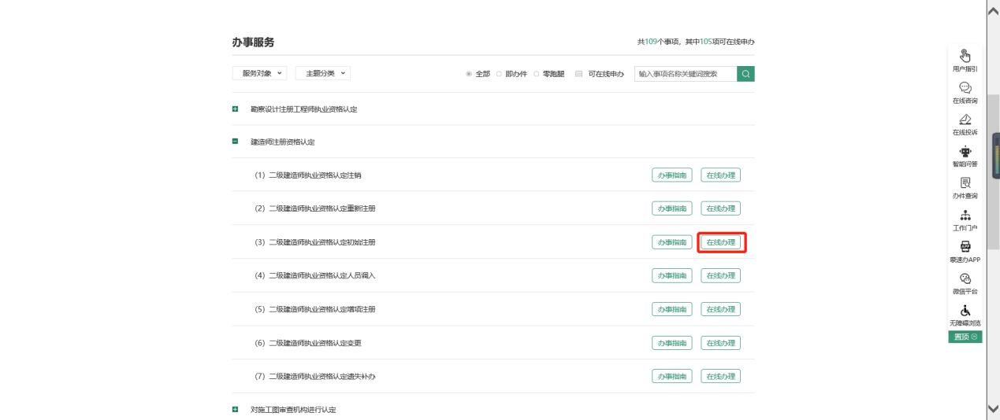 办事服务
共109个事项，其中105项可在线申办
服务对象 主题分类 全部 即办件 零跑腿 可在线申办 输入事项名称关键词搜索
勘察设计注册工程师执业资格认定
建造师注册资格认定
（1）二级建造师执业资格认定注销 办事指南 在线办理
（2）二级建造师执业资格认定重新注册 办事指南 在线办理
（3）二级建造师执业资格认定初始注册 办事指南 在线办理
（4）二级建造师执业资格认定人员调入 办事指南 在线办理
（5）二级建造师执业资格认定增项注册 办事指南 在线办理
（6）二级建造师执业资格认定变更 办事指南 在线办理
（7）二级建造师执业资格认定遗失补办 办事指南 在线办理
对施工图审查机构进行认定
用户指引
在线咨询
在线投诉
智能问答
办件查询
工作门户
APP
蒙速办APP
微信平台
无障碍浏览
置顶